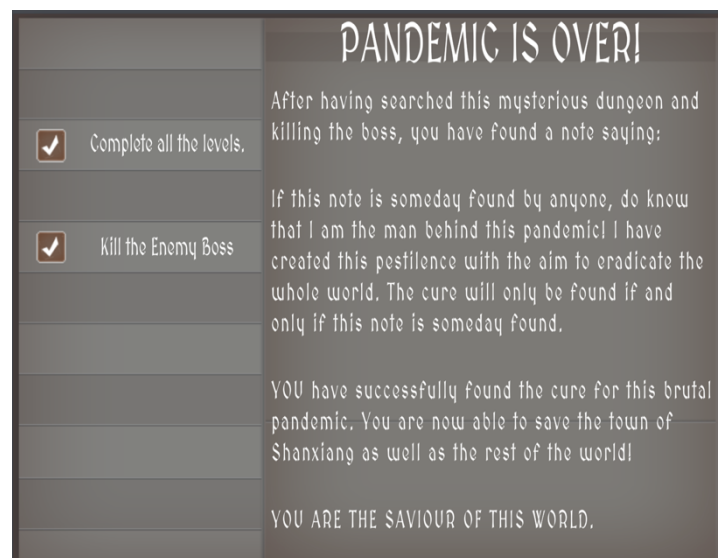 PANDEMIC IS OVER!
After having searched this mysterious dungeon and
killing the boss, you have found a note saying:
Complete all the levels.
If this note is someday found by anyone, do know
that I am the man behind this pandemic! I have
Kill the Enemy Boss
created this pestilence with the aim to eradicate the
whole world. The cure will only be found if and
only if this note is someday found.
YOU have successfully found the cure for this brutal
pandemic. You are now able to save the town of
Shanxiang as well as the rest of the world!
YOU ARE THE SAVIOUR OF THIS WORLD.